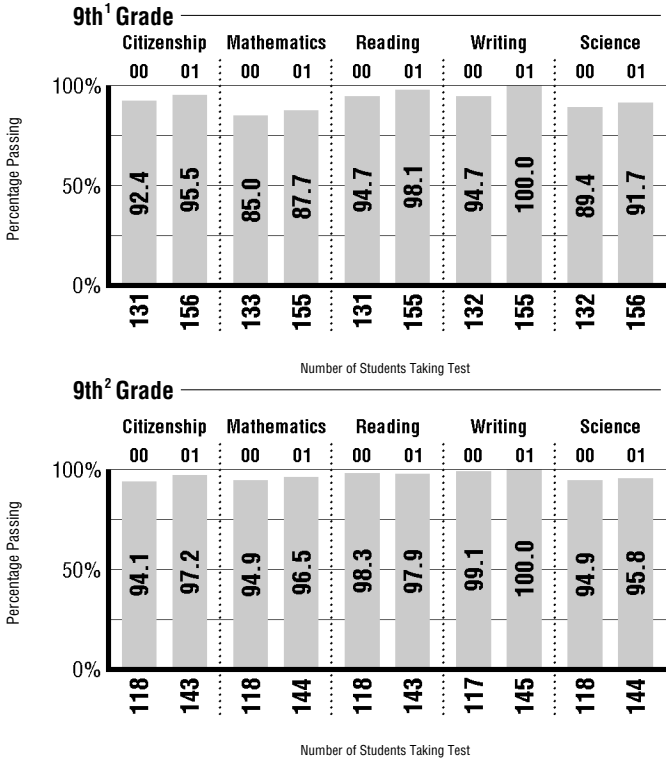 9th¹ Grade
Citizenship Mathematics Reading Writing Science
00 01 00 01 00 01 00 01 00 01
100%
50%
0%
Percentage Passing
92.4 95.5 85.0 87.7 94.7 98.1 94.7 100.0 89.4 91.7
131 156 133 155 131 155 132 155 132 156
Number of Students Taking Test
9th² Grade
Citizenship Mathematics Reading Writing Science
00 01 00 01 00 01 00 01 00 01
100%
50%
0%
Percentage Passing
94.1 97.2 94.9 96.5 98.3 97.9 99.1 100.0 94.9 95.8
118 143 118 144 118 143 117 145 118 144
Number of Students Taking Test